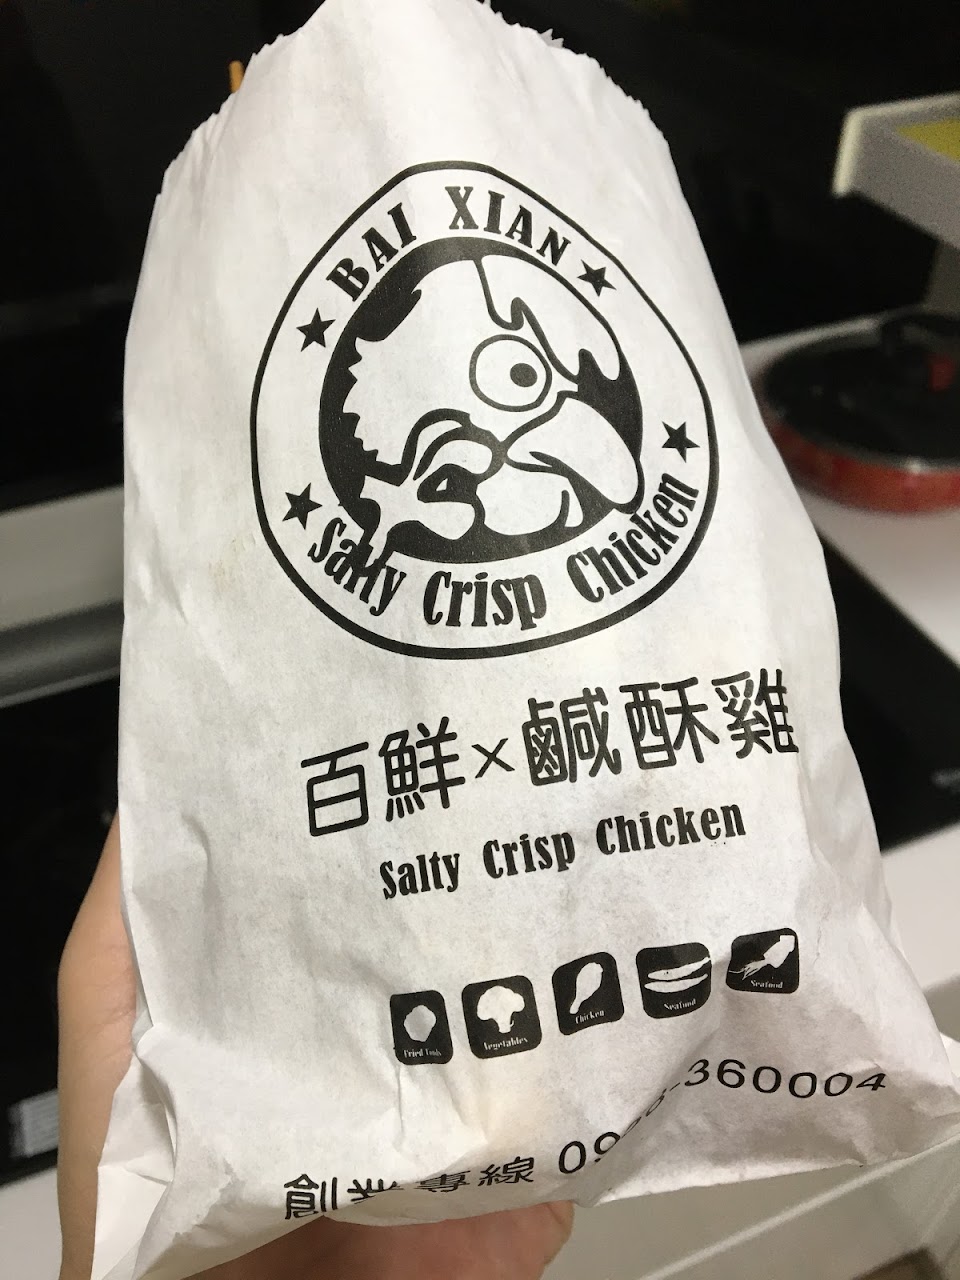 BAI XIAN
Salty Crisp Chicken
百鮮×鹹酥雞
Salty Crisp Chicken
Fried Foods
Vegetables
Chicken
Seafood
Seafood
創業專線 -360004